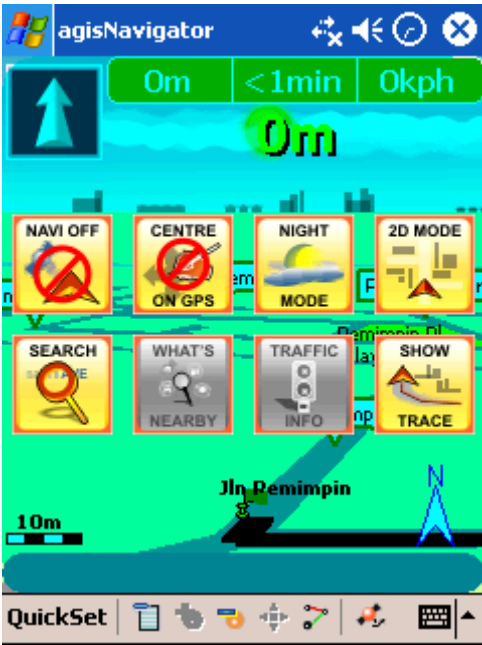 agisNavigator
0m <1min 0kph
0m
NAVI OFF
CENTRE ON GPS
NIGHT MODE
2D MODE
SEARCH
WHAT'S NEARBY
TRAFFIC INFO
SHOW TRACE
Jln Remimpin
10m
N
QuickSet